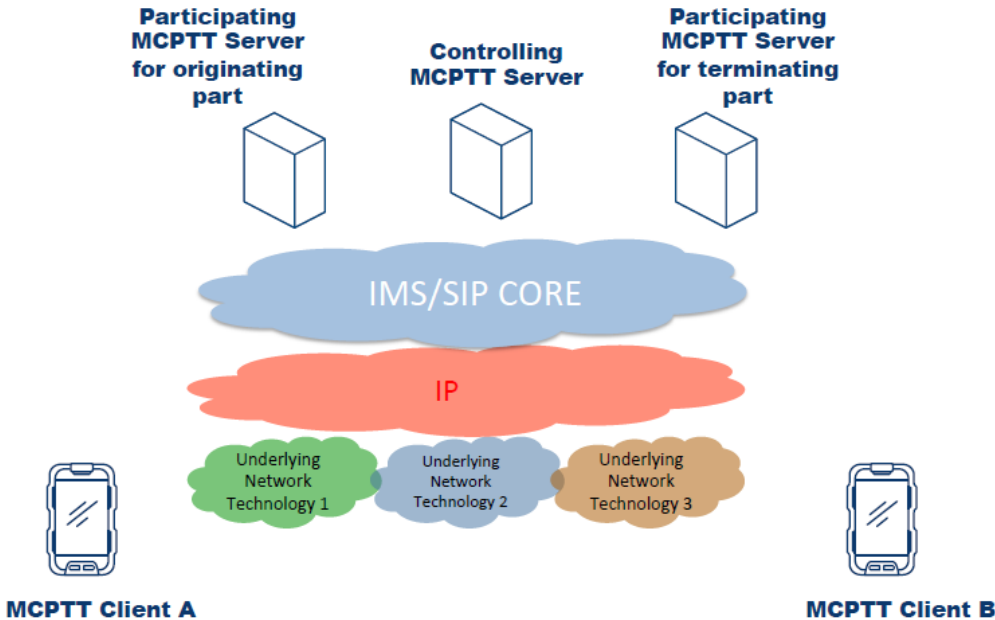 Participating
MCPTT Server
for originating
part
Controlling
MCPTT Server
Participating
MCPTT Server
for terminating
part
IMS/SIP CORE
IP
Underlying
Network
Technology 1
Underlying
Network
Technology 2
Underlying
Network
Technology 3
MCPTT Client A
MCPTT Client B